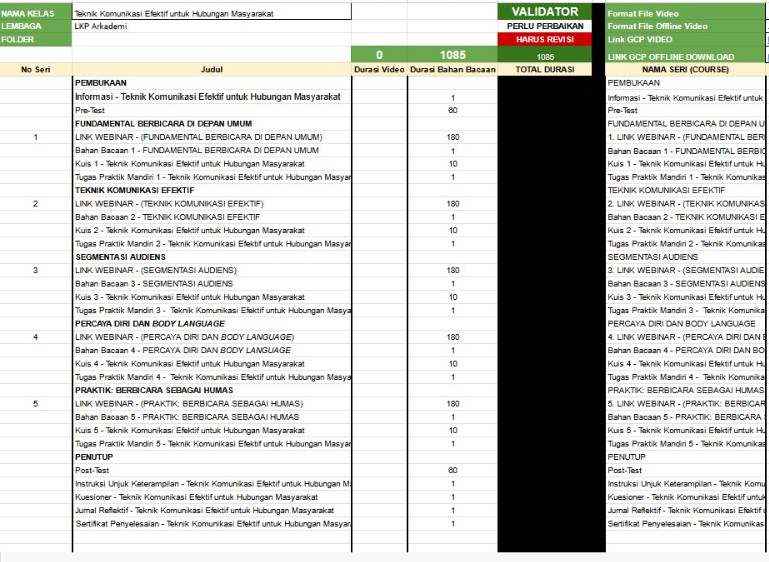 NAMA KELAS Teknik Komunikasi Efektif untuk Hubungan Masyarakat VALIDATOR Format File Video
LEMBAGA LKP Arkademi PERLU PERBAIKAN Format File Offline Video
FOLDER HARUS REVISI Link GCP VIDEO
0 1085 1085 LINK GCP OFFLINE DOWNLOAD
No Seri Judul Durasi Video Durasi Bahan Bacaan TOTAL DURASI NAMA SERI (COURSE)
PEMBUKAAN PEMBUKAAN
Informasi - Teknik Komunikasi Efektif untuk Hubungan Masyarakat 1 Informasi - Teknik Komunikasi Efektif untuk
Pre-Test 60 Pre-Test
FUNDAMENTAL BERBICARA DI DEPAN UMUM FUNDAMENTAL BERBICARA DI DEPAN U
1 LINK WEBINAR - (FUNDAMENTAL BERBICARA DI DEPAN UMUM) 180 1. LINK WEBINAR - (FUNDAMENTAL BER
Bahan Bacaan 1 - FUNDAMENTAL BERBICARA DI DEPAN UMUM 1 Bahan Bacaan 1 - FUNDAMENTAL BERBIC
Kuis 1 - Teknik Komunikasi Efektif untuk Hubungan Masyarakat 10 Kuis 1 - Teknik Komunikasi Efektif untuk Hu
Tugas Praktik Mandiri 1 - Teknik Komunikasi Efektif untuk Hubungan Masyar 1 Tugas Praktik Mandiri 1 - Teknik Komunikas
TEKNIK KOMUNIKASI EFEKTIF TEKNIK KOMUNIKASI EFEKTIF
2 LINK WEBINAR - (TEKNIK KOMUNIKASI EFEKTIF) 180 2. LINK WEBINAR - (TEKNIK KOMUNIKAS
Bahan Bacaan 2 - TEKNIK KOMUNIKASI EFEKTIF 1 Bahan Bacaan 2 - TEKNIK KOMUNIKASI E
Kuis 2 - Teknik Komunikasi Efektif untuk Hubungan Masyarakat 10 Kuis 2 - Teknik Komunikasi Efektif untuk Hu
Tugas Praktik Mandiri 2 - Teknik Komunikasi Efektif untuk Hubungan Masyar 1 Tugas Praktik Mandiri 2 - Teknik Komunikas
SEGMENTASI AUDIENS SEGMENTASI AUDIENS
3 LINK WEBINAR - (SEGMENTASI AUDIENS) 180 3. LINK WEBINAR - (SEGMENTASI AUDIE
Bahan Bacaan 3 - SEGMENTASI AUDIENS 1 Bahan Bacaan 3 - SEGMENTASI AUDIENS
Kuis 3 - Teknik Komunikasi Efektif untuk Hubungan Masyarakat 10 Kuis 3 - Teknik Komunikasi Efektif untuk Hu
Tugas Praktik Mandiri 3 - Teknik Komunikasi Efektif untuk Hubungan Masya 1 Tugas Praktik Mandiri 3 - Teknik Komunika
PERCAYA DIRI DAN BODY LANGUAGE PERCAYA DIRI DAN BODY LANGUAGE
4 LINK WEBINAR - (PERCAYA DIRI DAN BODY LANGUAGE) 180 4. LINK WEBINAR - (PERCAYA DIRI DAN B
Bahan Bacaan 4 - PERCAYA DIRI DAN BODY LANGUAGE 1 Bahan Bacaan 4 - PERCAYA DIRI DAN BO
Kuis 4 - Teknik Komunikasi Efektif untuk Hubungan Masyarakat 10 Kuis 4 - Teknik Komunikasi Efektif untuk Hu
Tugas Praktik Mandiri 4 - Teknik Komunikasi Efektif untuk Hubungan Masya 1 Tugas Praktik Mandiri 4 - Teknik Komunika
PRAKTIK: BERBICARA SEBAGAI HUMAS PRAKTIK: BERBICARA SEBAGAI HUMAS
5 LINK WEBINAR - (PRAKTIK: BERBICARA SEBAGAI HUMAS) 180 5. LINK WEBINAR - (PRAKTIK: BERBICAR
Bahan Bacaan 5 - PRAKTIK: BERBICARA SEBAGAI HUMAS 1 Bahan Bacaan 5 - PRAKTIK: BERBICARA
Kuis 5 - Teknik Komunikasi Efektif untuk Hubungan Masyarakat 10 Kuis 5 - Teknik Komunikasi Efektif untuk Hu
Tugas Praktik Mandiri 5 - Teknik Komunikasi Efektif untuk Hubungan Masyar 1 Tugas Praktik Mandiri 5 - Teknik Komunikas
PENUTUP PENUTUP
Post-Test 60 Post-Test
Instruksi Unjuk Keterampilan - Teknik Komunikasi Efektif untuk Hubungan M 1 Instruksi Unjuk Keterampilan - Teknik Komu
Kuesioner - Teknik Komunikasi Efektif untuk Hubungan Masyarakat 1 Kuesioner - Teknik Komunikasi Efektif untuk
Jurnal Reflektif - Teknik Komunikasi Efektif untuk Hubungan Masyarakat 1 Jurnal Reflektif - Teknik Komunikasi Efektif u
Sertifikat Penyelesaian - Teknik Komunikasi Efektif untuk Hubungan Masyar 1 Sertifikat Penyelesaian - Teknik Komunikas